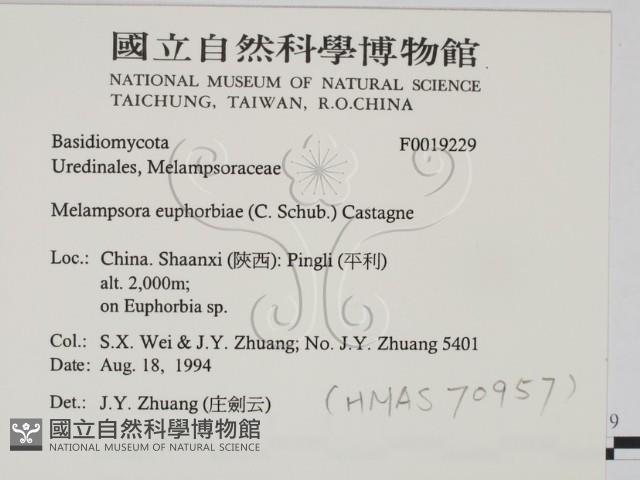 國立自然科學博物館
NATIONAL MUSEUM OF NATURAL SCIENCE
TAICHUNG, TAIWAN, R.O.CHINA
Basidiomycota F0019229
Uredinales, Melampsoraceae
Melampsora euphorbiae (C. Schub.) Castagne
Loc.: China. Shaanxi (陝西): Pingli (平利)
alt. 2,000m;
on Euphorbia sp.
Col.: S.X. Wei & J.Y. Zhuang; No. J.Y. Zhuang 5401
Date: Aug. 18, 1994
Det.: J.Y. Zhuang (庄劍云)
(HMAS 70957)
國立自然科學博物館
NATIONAL MUSEUM OF NATURAL SCIENCE
9